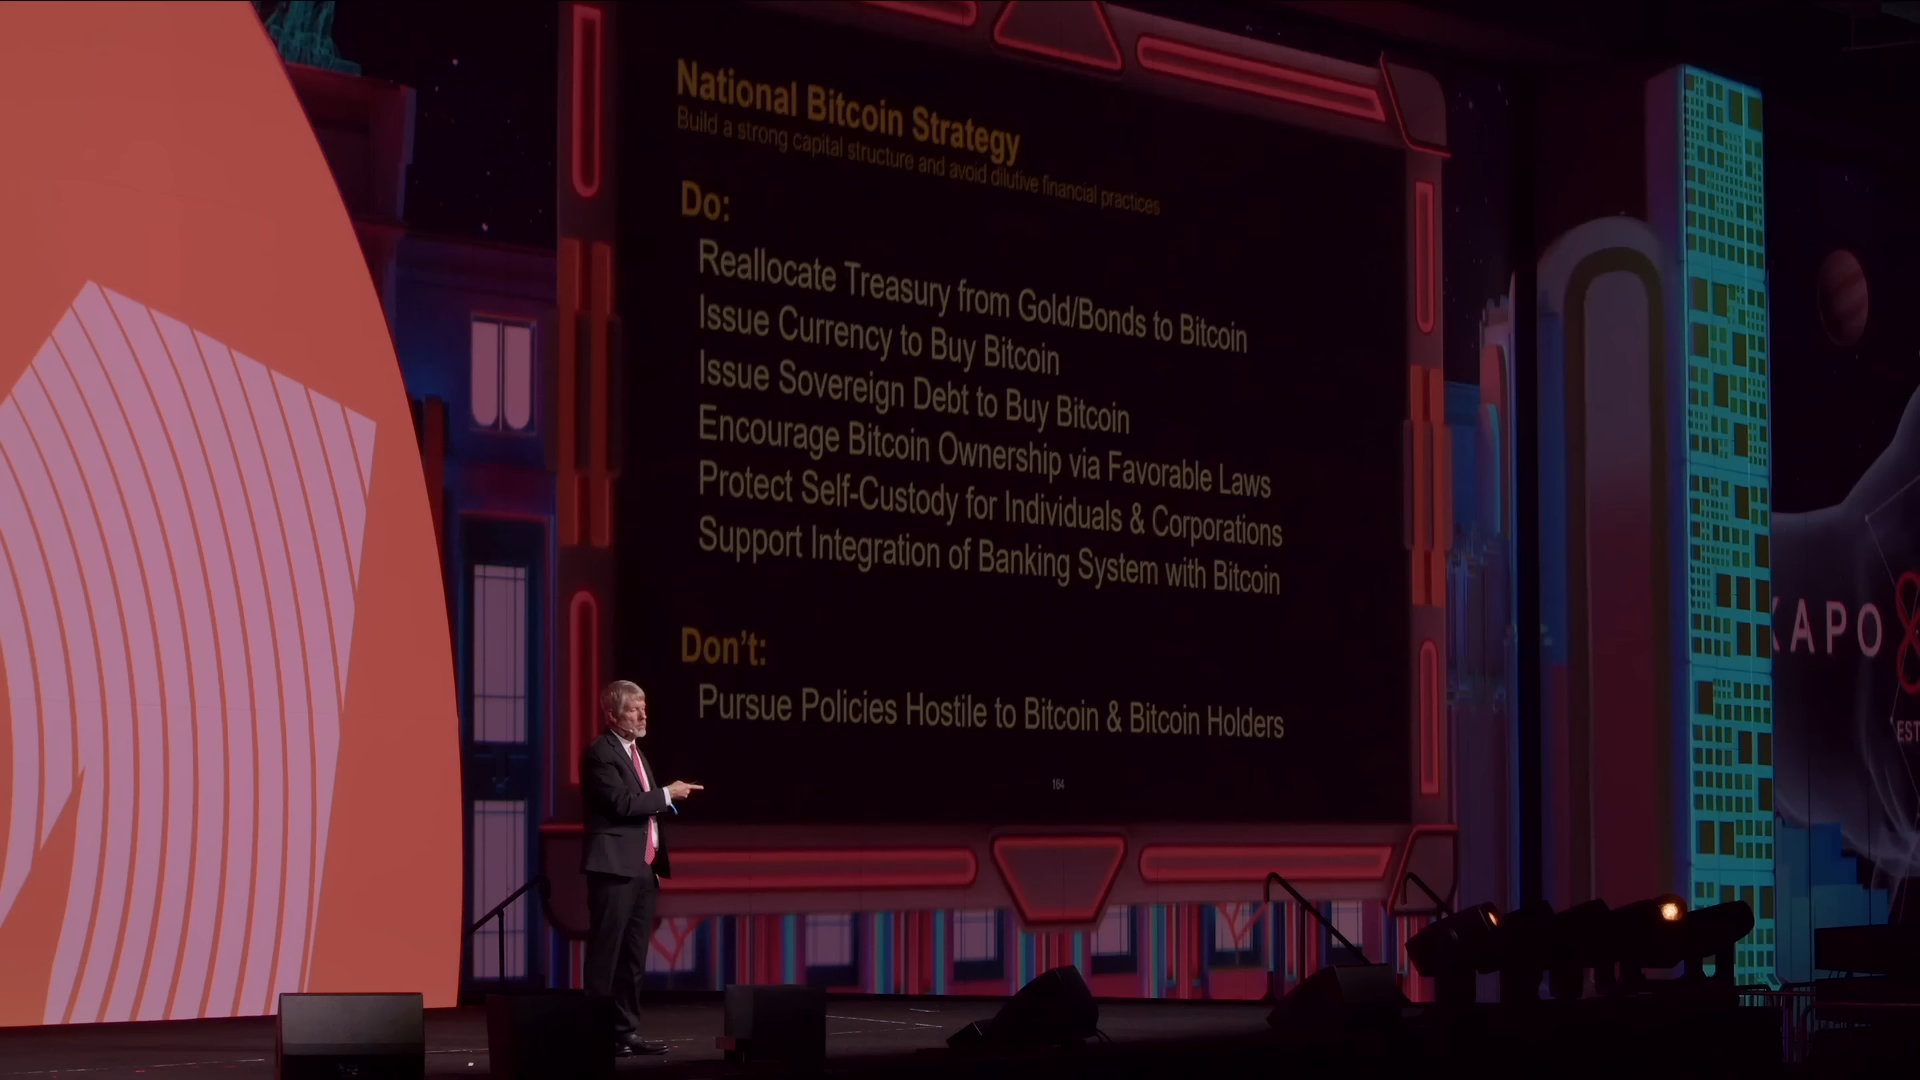 National Bitcoin Strategy
Build a strong capital structure and avoid dilutive financial practices
Do:
Reallocate Treasury from Gold/Bonds to Bitcoin
Issue Currency to Buy Bitcoin
Issue Sovereign Debt to Buy Bitcoin
Encourage Bitcoin Ownership via Favorable Laws
Protect Self-Custody for Individuals & Corporations
Support Integration of Banking System with Bitcoin
Don't:
Pursue Policies Hostile to Bitcoin & Bitcoin Holders
164
XAPO
EST